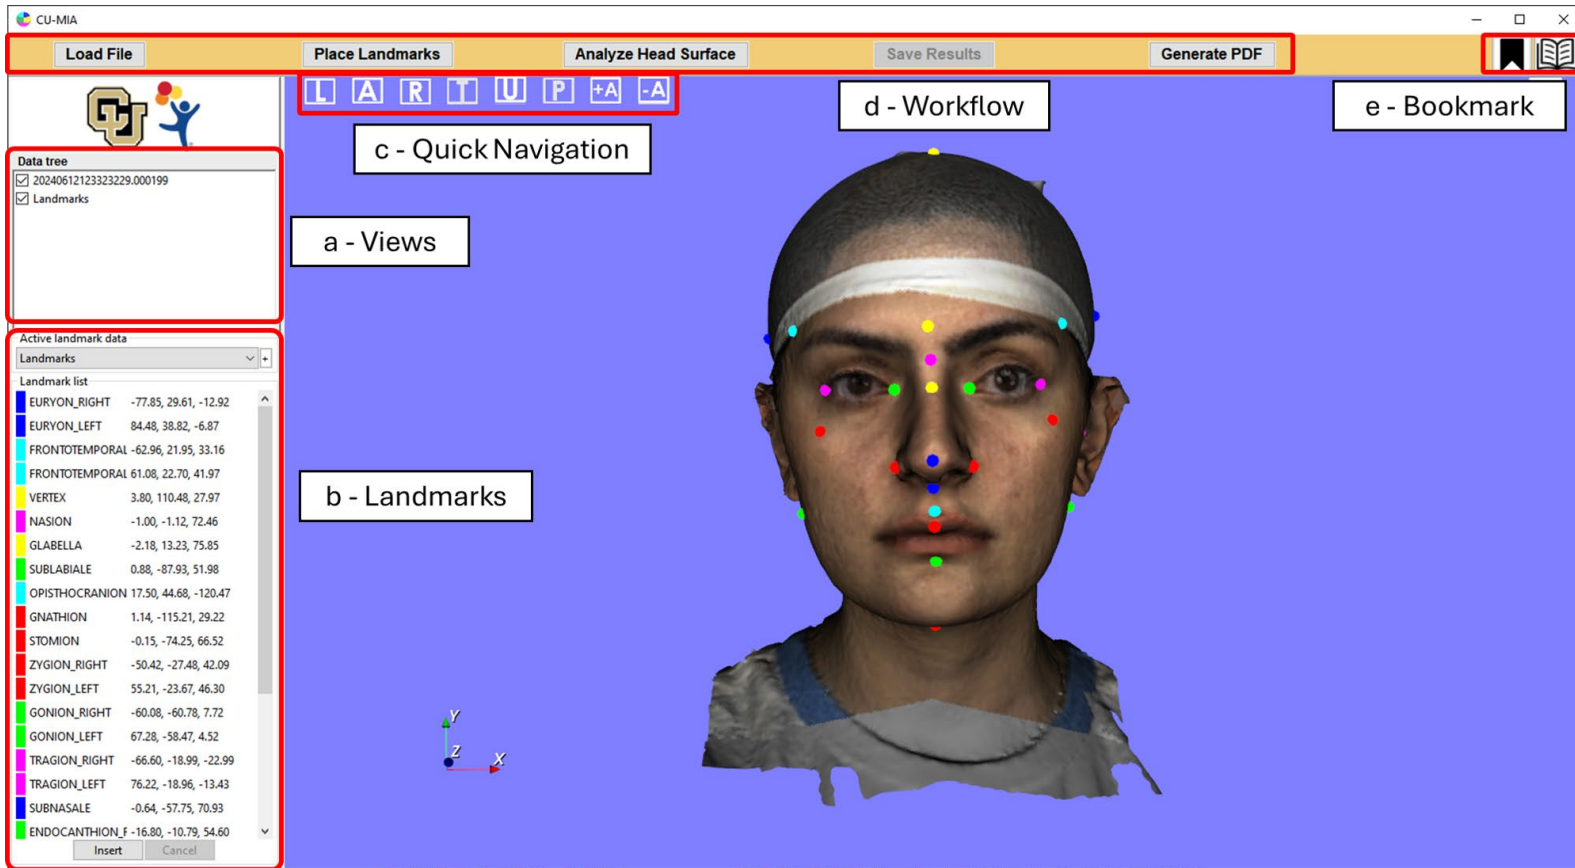 CU-MIA
Load File Place Landmarks Analyze Head Surface Save Results Generate PDF
L A R T U P +A -A
d - Workflow
e - Bookmark
c - Quick Navigation
CU
Data tree
20240612123323229.000199
Landmarks
a - Views
Active landmark data
Landmarks +
Landmark list
EURYON_RIGHT -77.85, 29.61, -12.92
EURYON_LEFT 84.48, 38.82, -6.87
FRONTOTEMPORAL -62.96, 21.95, 33.16
FRONTOTEMPORAL 61.08, 22.70, 41.97
VERTEX 3.80, 110.48, 27.97
NASION -1.00, -1.12, 72.46
GLABELLA -2.18, 13.23, 75.85
SUBLABIALE 0.88, -87.93, 51.98
OPISTHOCRANION 17.50, 44.68, -120.47
GNATHION 1.14, -115.21, 29.22
STOMION -0.15, -74.25, 66.52
ZYGION_RIGHT -50.42, -27.48, 42.09
ZYGION_LEFT 55.21, -23.67, 46.30
GONION_RIGHT -60.08, -60.78, 7.72
GONION_LEFT 67.28, -58.47, 4.52
TRAGION_RIGHT -66.60, -18.99, -22.99
TRAGION_LEFT 76.22, -18.96, -13.43
SUBNASALE -0.64, -57.75, 70.93
ENDOCANTHION_F -16.80, -10.79, 54.60
Insert Cancel
b - Landmarks
Y
Z
X